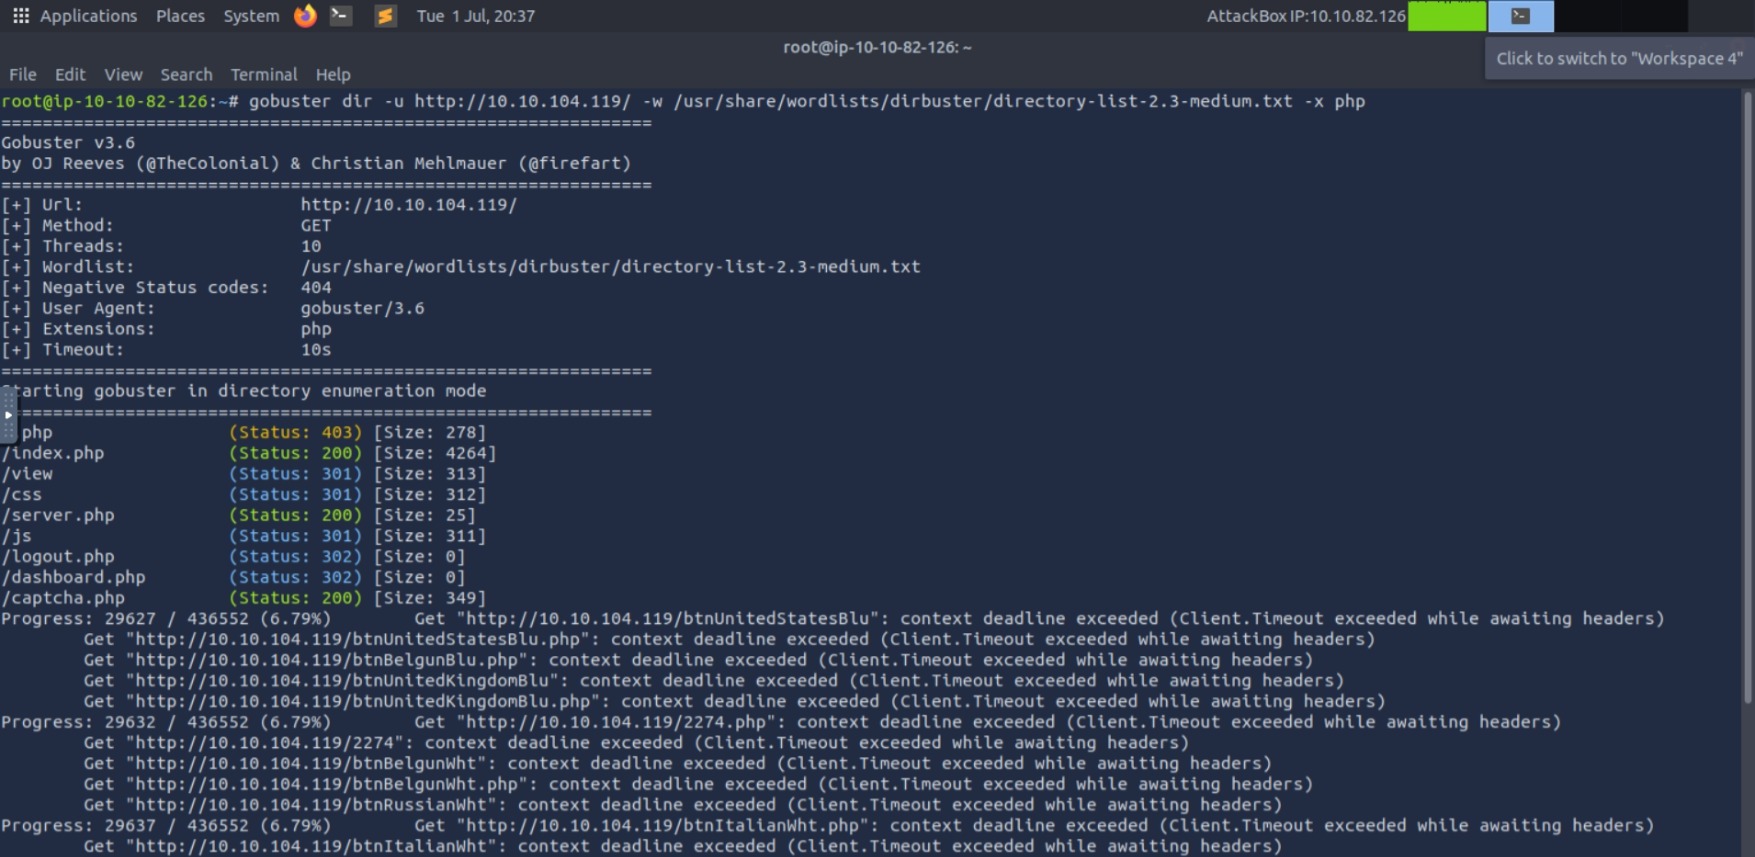 Applications Places System Tue 1 Jul, 20:37 AttackBox IP:10.10.82.126
root@ip-10-10-82-126: ~
Click to switch to "Workspace 4"
File Edit View Search Terminal Help
root@ip-10-10-82-126:~# gobuster dir -u http://10.10.104.119/ -w /usr/share/wordlists/dirbuster/directory-list-2.3-medium.txt -x php
===============================================================
Gobuster v3.6
by OJ Reeves (@TheColonial) & Christian Mehlmauer (@firefart)
===============================================================
[+] Url: http://10.10.104.119/
[+] Method: GET
[+] Threads: 10
[+] Wordlist: /usr/share/wordlists/dirbuster/directory-list-2.3-medium.txt
[+] Negative Status codes: 404
[+] User Agent: gobuster/3.6
[+] Extensions: php
[+] Timeout: 10s
===============================================================
Starting gobuster in directory enumeration mode
===============================================================
php (Status: 403) [Size: 278]
/index.php (Status: 200) [Size: 4264]
/view (Status: 301) [Size: 313]
/css (Status: 301) [Size: 312]
/server.php (Status: 200) [Size: 25]
/js (Status: 301) [Size: 311]
/logout.php (Status: 302) [Size: 0]
/dashboard.php (Status: 302) [Size: 0]
/captcha.php (Status: 200) [Size: 349]
Progress: 29627 / 436552 (6.79%) Get "http://10.10.104.119/btnUnitedStatesBlu": context deadline exceeded (Client.Timeout exceeded while awaiting headers)
Get "http://10.10.104.119/btnUnitedStatesBlu.php": context deadline exceeded (Client.Timeout exceeded while awaiting headers)
Get "http://10.10.104.119/btnBelgunBlu.php": context deadline exceeded (Client.Timeout exceeded while awaiting headers)
Get "http://10.10.104.119/btnUnitedKingdomBlu": context deadline exceeded (Client.Timeout exceeded while awaiting headers)
Get "http://10.10.104.119/btnUnitedKingdomBlu.php": context deadline exceeded (Client.Timeout exceeded while awaiting headers)
Progress: 29632 / 436552 (6.79%) Get "http://10.10.104.119/2274.php": context deadline exceeded (Client.Timeout exceeded while awaiting headers)
Get "http://10.10.104.119/2274": context deadline exceeded (Client.Timeout exceeded while awaiting headers)
Get "http://10.10.104.119/btnBelgunWht": context deadline exceeded (Client.Timeout exceeded while awaiting headers)
Get "http://10.10.104.119/btnBelgunWht.php": context deadline exceeded (Client.Timeout exceeded while awaiting headers)
Get "http://10.10.104.119/btnRussianWht": context deadline exceeded (Client.Timeout exceeded while awaiting headers)
Progress: 29637 / 436552 (6.79%) Get "http://10.10.104.119/btnItalianWht.php": context deadline exceeded (Client.Timeout exceeded while awaiting headers)
Get "http://10.10.104.119/btnItalianWht": context deadline exceeded (Client.Timeout exceeded while awaiting headers)